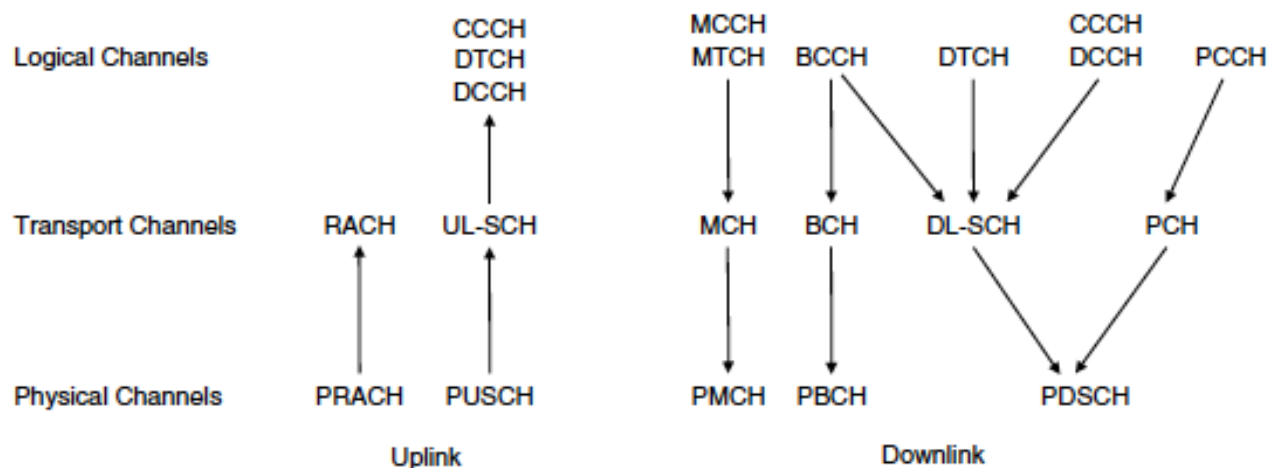 CCCH MCCH CCCH
Logical Channels DTCH MTCH BCCH DTCH DCCH PCCH
DCCH
Transport Channels RACH UL-SCH MCH BCH DL-SCH PCH
Physical Channels PRACH PUSCH PMCH PBCH PDSCH
Uplink Downlink